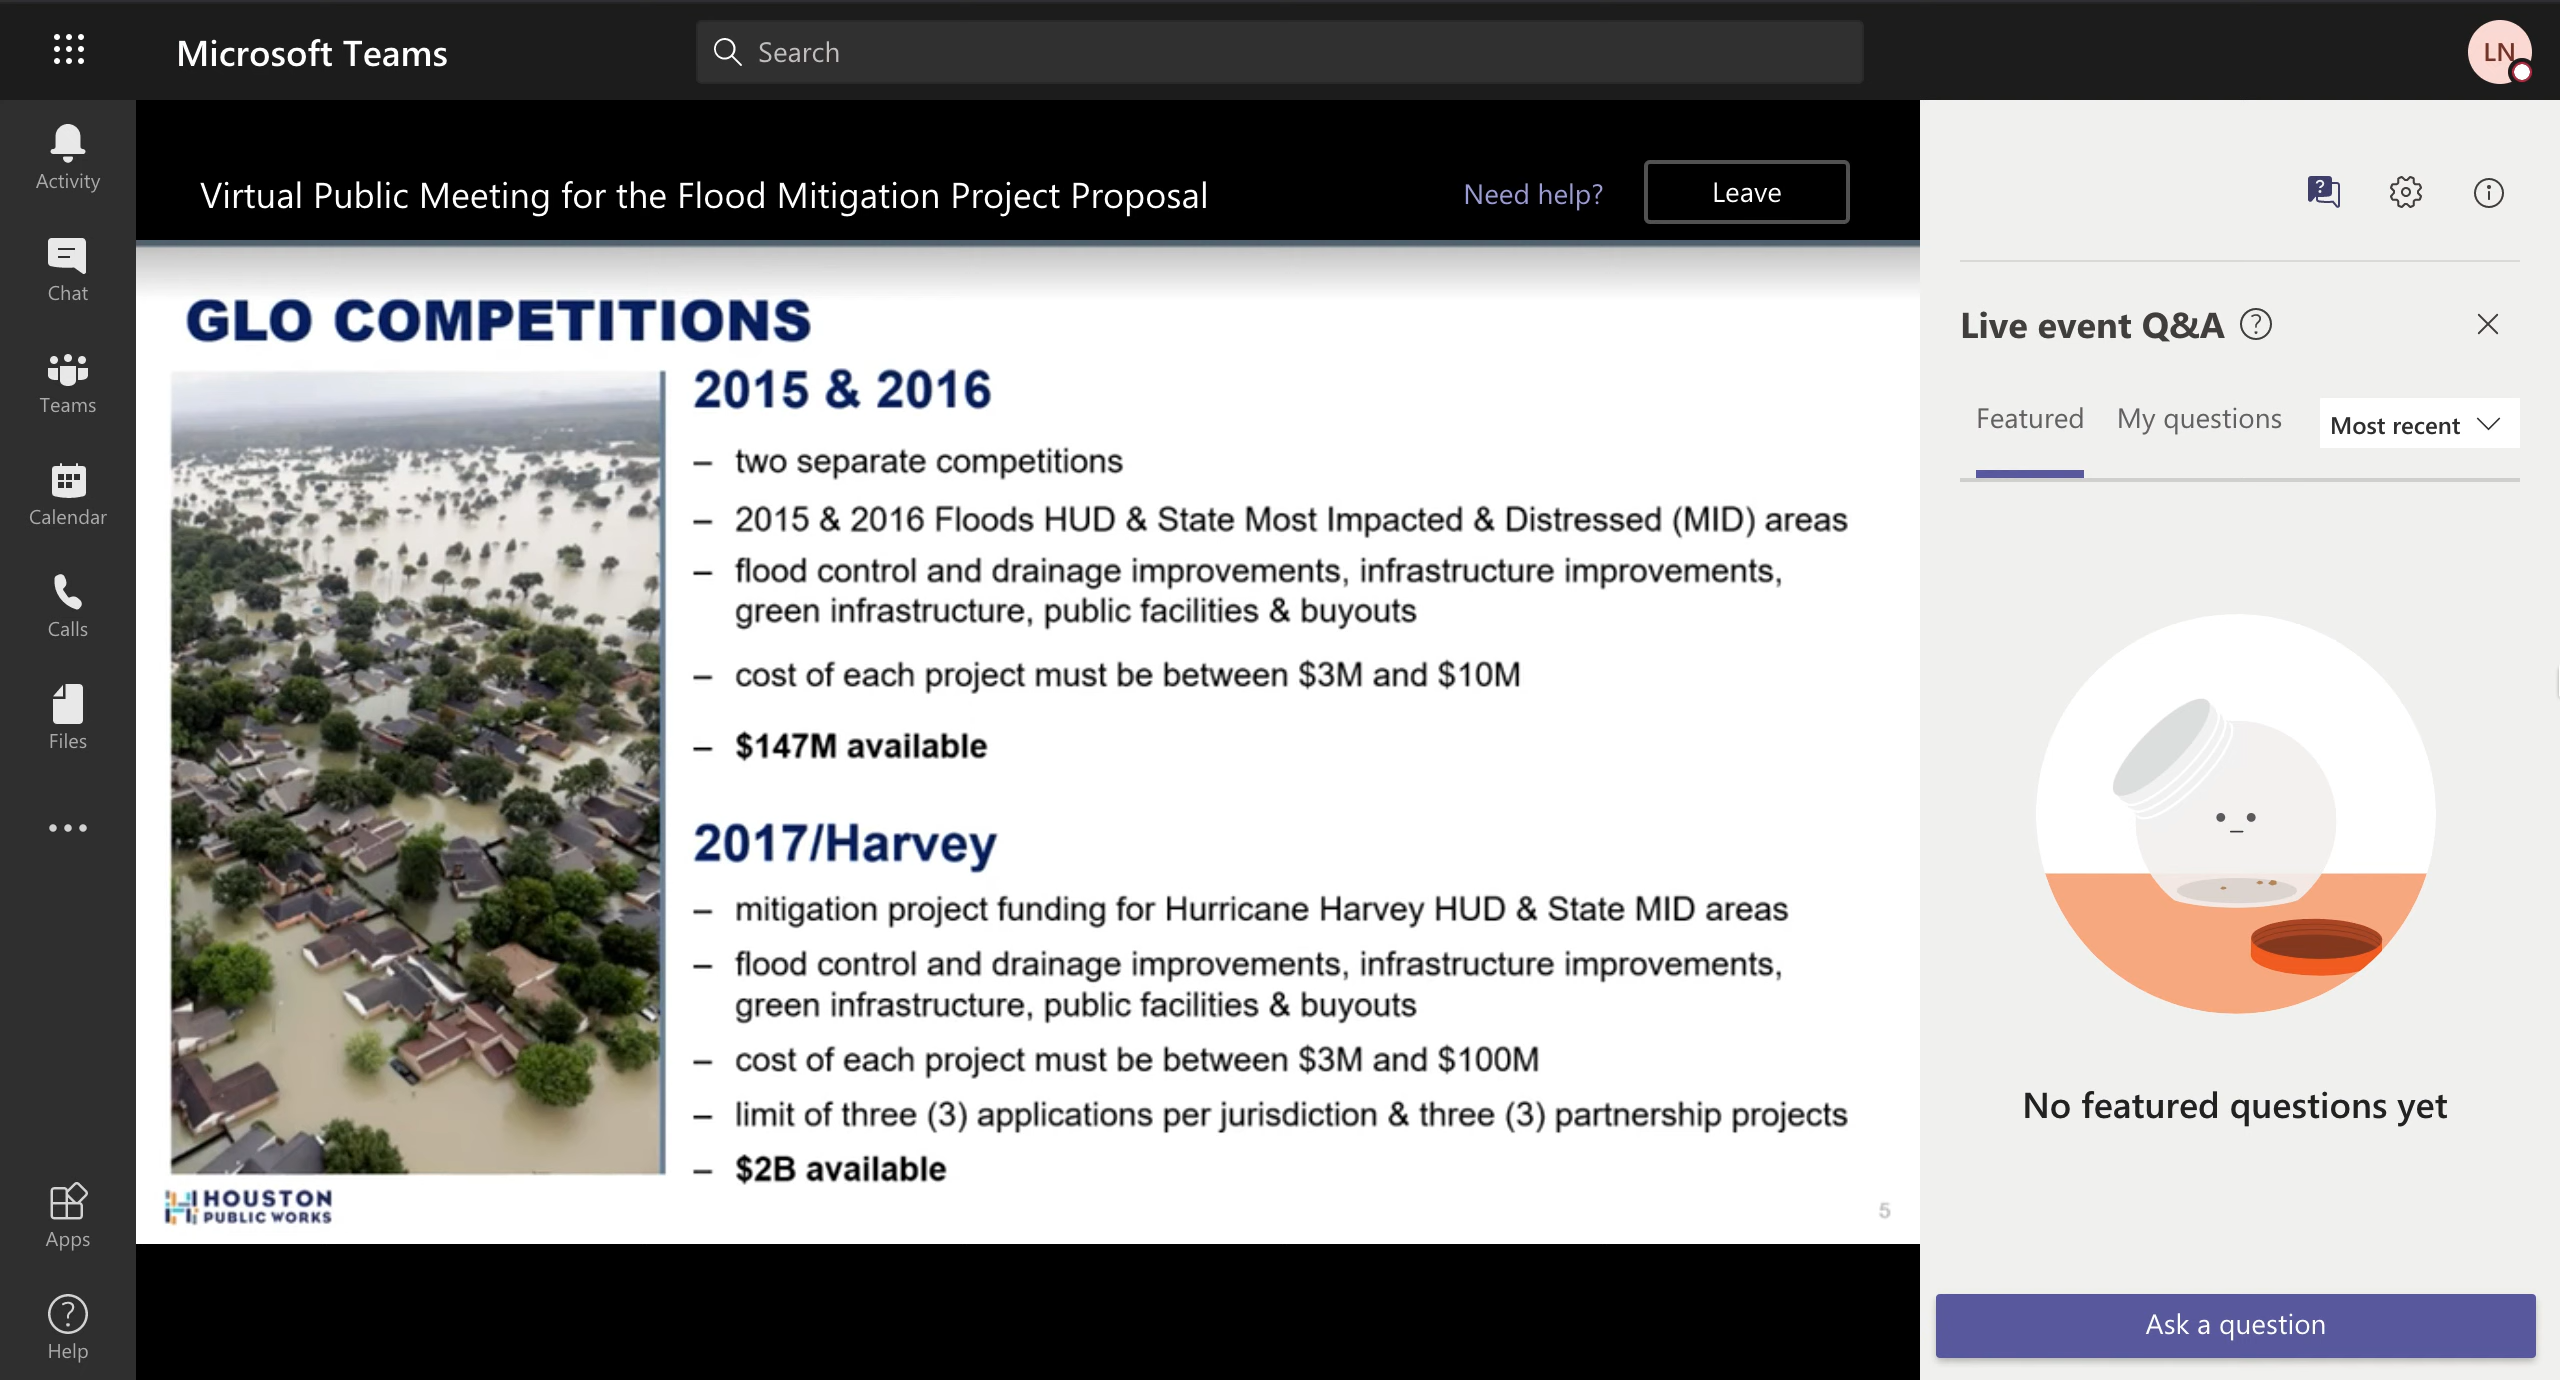 Microsoft Teams
Search
LN
Activity
Chat
Teams
Calendar
Calls
Files
Apps
Help
Virtual Public Meeting for the Flood Mitigation Project Proposal
Need help?
Leave
GLO COMPETITIONS
2015 & 2016
– two separate competitions
– 2015 & 2016 Floods HUD & State Most Impacted & Distressed (MID) areas
– flood control and drainage improvements, infrastructure improvements,
green infrastructure, public facilities & buyouts
– cost of each project must be between $3M and $10M
– $147M available
2017/Harvey
– mitigation project funding for Hurricane Harvey HUD & State MID areas
– flood control and drainage improvements, infrastructure improvements,
green infrastructure, public facilities & buyouts
– cost of each project must be between $3M and $100M
– limit of three (3) applications per jurisdiction & three (3) partnership projects
– $2B available
HOUSTON
PUBLIC WORKS
5
Live event Q&A
Featured
My questions
Most recent
No featured questions yet
Ask a question